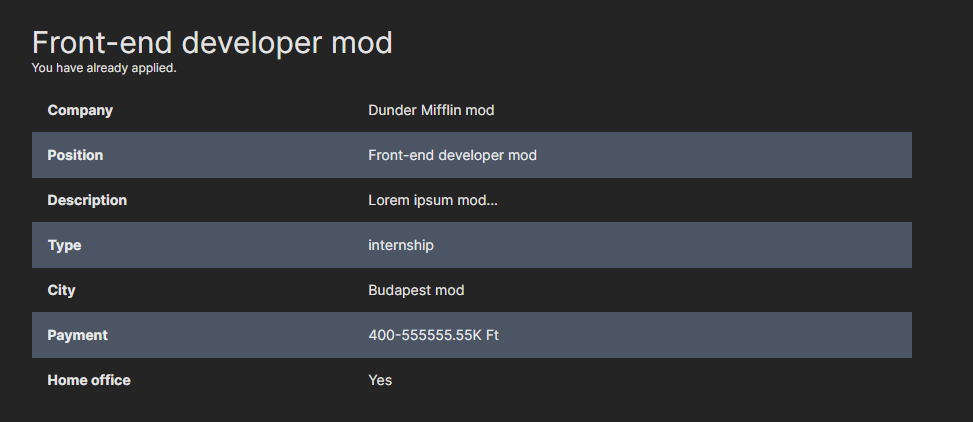 Front-end developer mod
You have already applied.
Company Dunder Mifflin mod
Position Front-end developer mod
Description Lorem ipsum mod...
Type internship
City Budapest mod
Payment 400-555555.55K Ft
Home office Yes